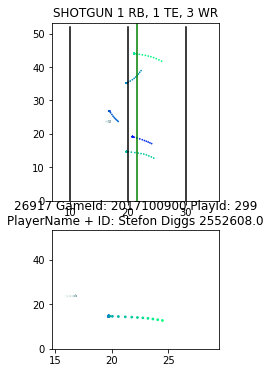 SHOTGUN 1 RB, 1 TE, 3 WR
50
40
30
20
10
0
10 20 30
26917 GameId: 2017100900 PlayId: 299
PlayerName + ID: Stefon Diggs 2552608.0
40
20
0
15 20 25